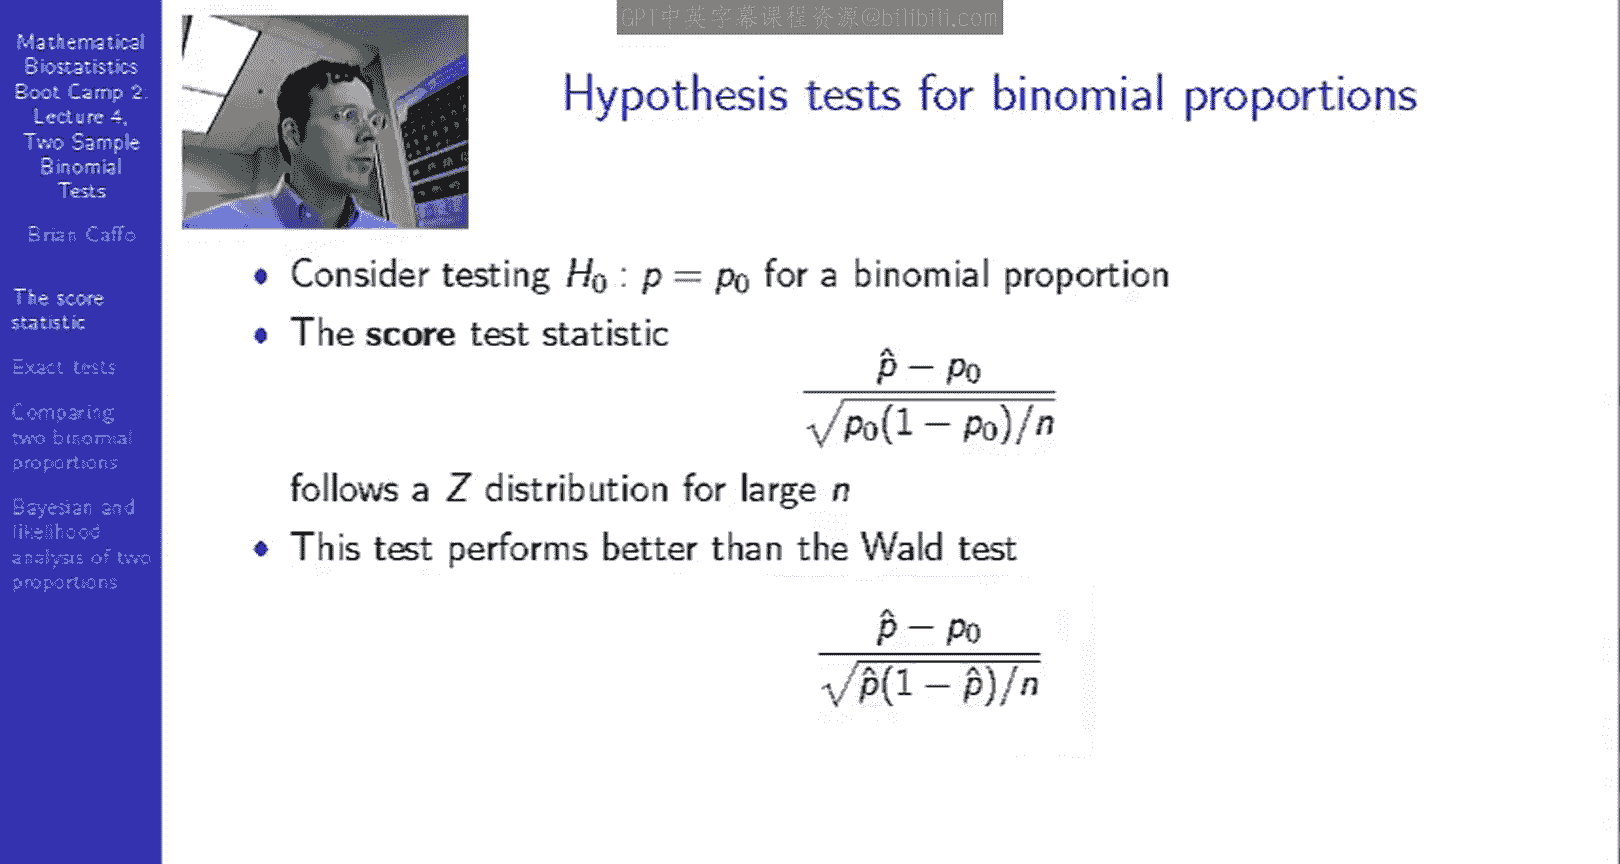 GPT中英字幕课程资源@bilibili.com
Mathematical
Biostatistics
Boot Camp 2:
Lecture 4,
Two Sample
Binomial
Tests
Brian Caffo
The score
statistic
Exact tests
Comparing
two binomial
proportions
Bayesian and
likelihood
analysis of two
proportions
Hypothesis tests for binomial proportions
• Consider testing H₀ : p = p₀ for a binomial proportion
• The score test statistic
p̂ − p₀
√p₀(1 − p₀)/n
follows a Z distribution for large n
• This test performs better than the Wald test
p̂ − p₀
√p̂(1 − p̂)/n